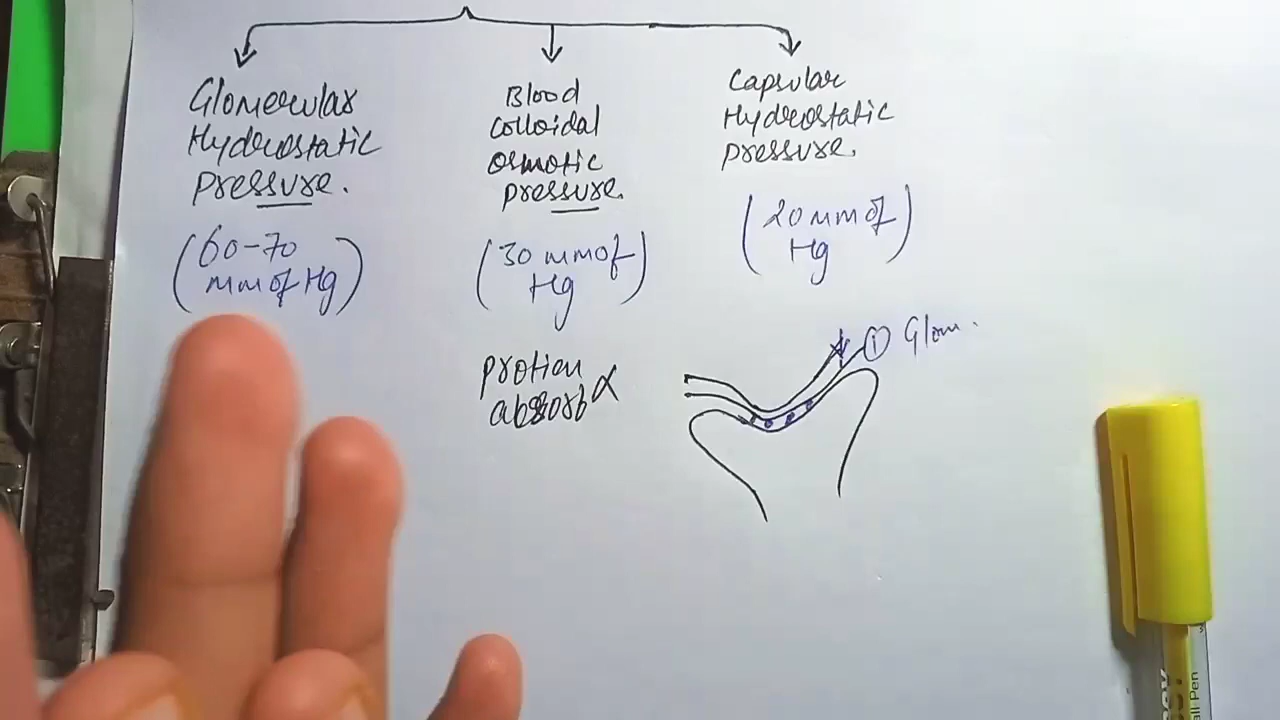 Glomerular
Hydrostatic
Pressure.
(60-70
mm of Hg)
Blood
Colloidal
Osmotic
Pressure.
(30 mm of
Hg)
Protien
absorb α
Capsular
Hydrostatic
Pressure.
(20 mm of
Hg)
① Glom.